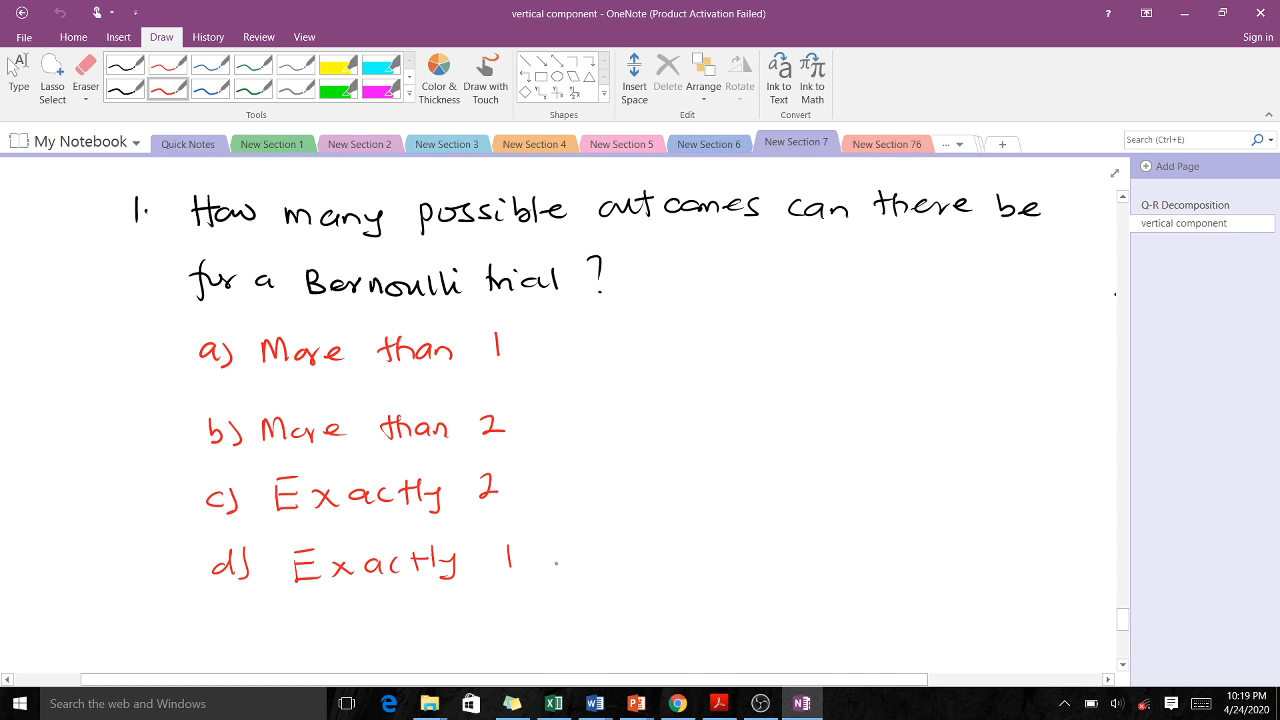 vertical component - OneNote (Product Activation Failed)
File Home Insert Draw History Review View Sign in
Type Lasso Select Eraser Color & Thickness Draw with Touch Insert Space Delete Arrange Rotate Ink to Text Ink to Math
Tools Shapes Edit Convert
My Notebook Quick Notes New Section 1 New Section 2 New Section 3 New Section 4 New Section 5 New Section 6 New Section 7 New Section 76 ... Search (Ctrl+E)
Add Page
Q-R Decomposition
vertical component
1. How many possible outcomes can there be
for a Bernoulli trial ?
a) More than 1
b) More than 2
c) Exactly 2
d) Exactly 1
Search the web and Windows
10:19 PM
4/24/2020